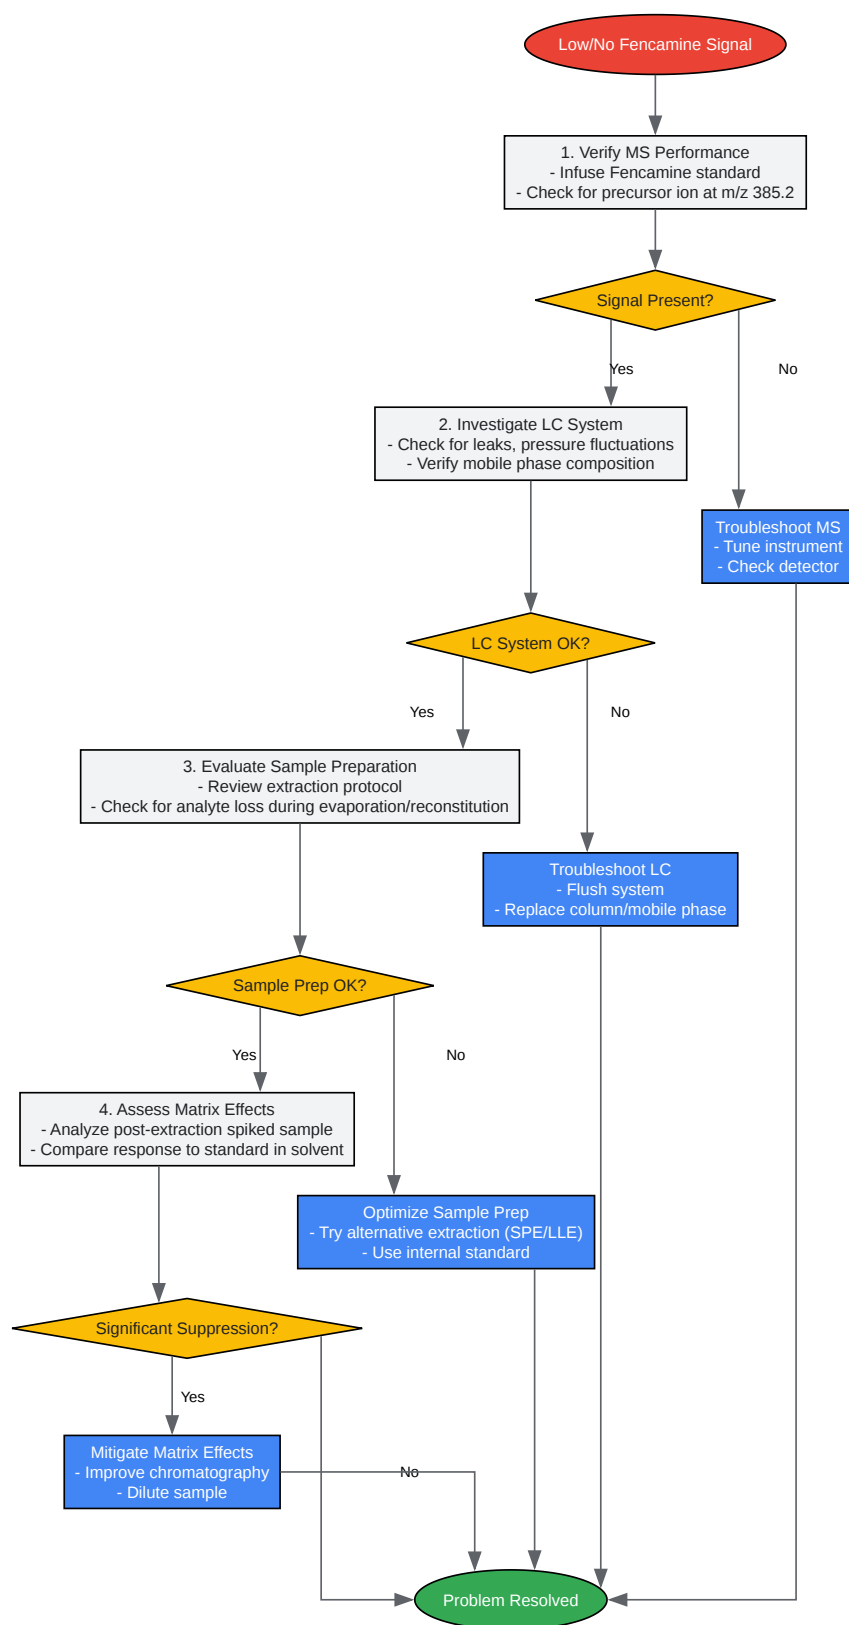 Low/No Fencamine Signal
1. Verify MS Performance
- Infuse Fencamine standard
- Check for precursor ion at m/z 385.2
Signal Present?
Yes
No
2. Investigate LC System
- Check for leaks, pressure fluctuations
- Verify mobile phase composition
Troubleshoot MS
- Tune instrument
- Check detector
LC System OK?
Yes
No
3. Evaluate Sample Preparation
- Review extraction protocol
- Check for analyte loss during evaporation/reconstitution
Troubleshoot LC
- Flush system
- Replace column/mobile phase
Sample Prep OK?
Yes
No
4. Assess Matrix Effects
- Analyze post-extraction spiked sample
- Compare response to standard in solvent
Optimize Sample Prep
- Try alternative extraction (SPE/LLE)
- Use internal standard
Significant Suppression?
Yes
Mitigate Matrix Effects
- Improve chromatography
- Dilute sample
No
Problem Resolved